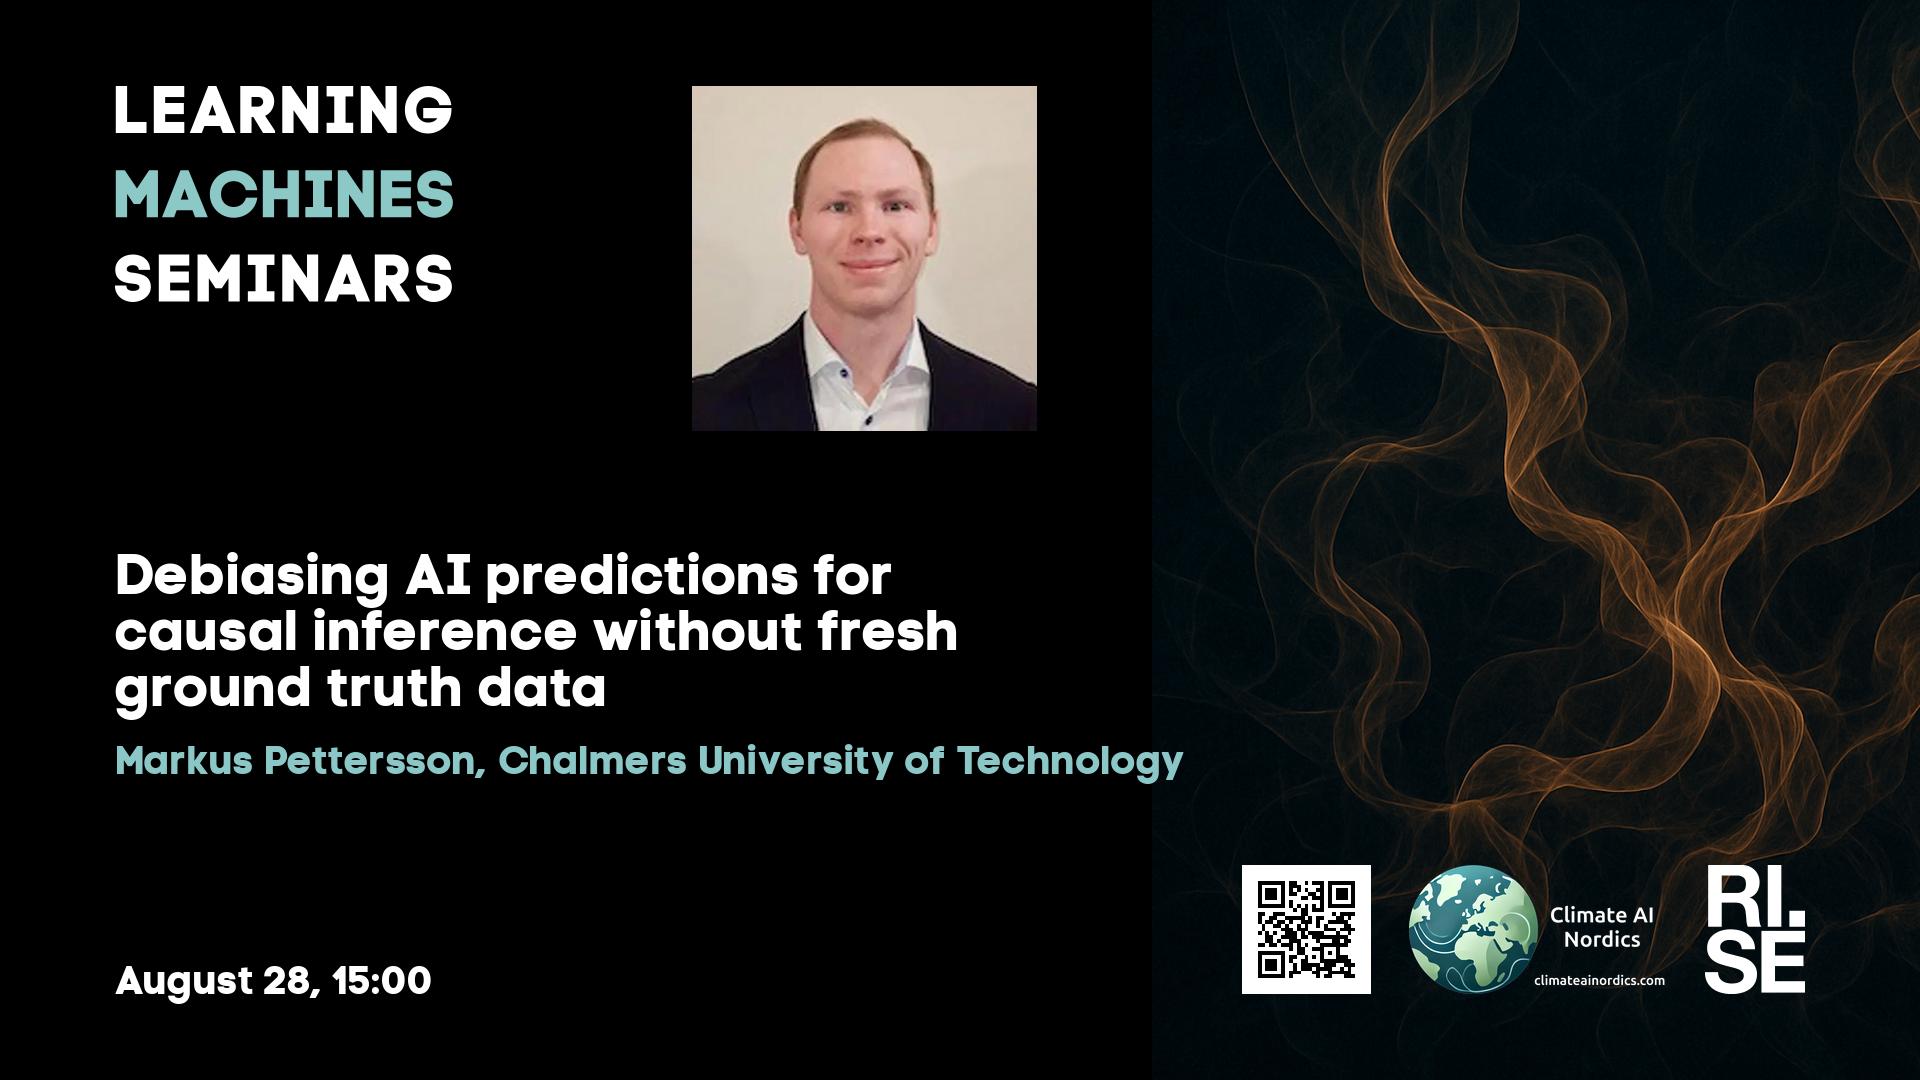 LEARNING
MACHINES
SEMINARS
Debiasing AI predictions for
causal inference without fresh
ground truth data
Markus Pettersson, Chalmers University of Technology
August 28, 15:00
Climate AI
Nordics
climateainordics.com
RI.
SE